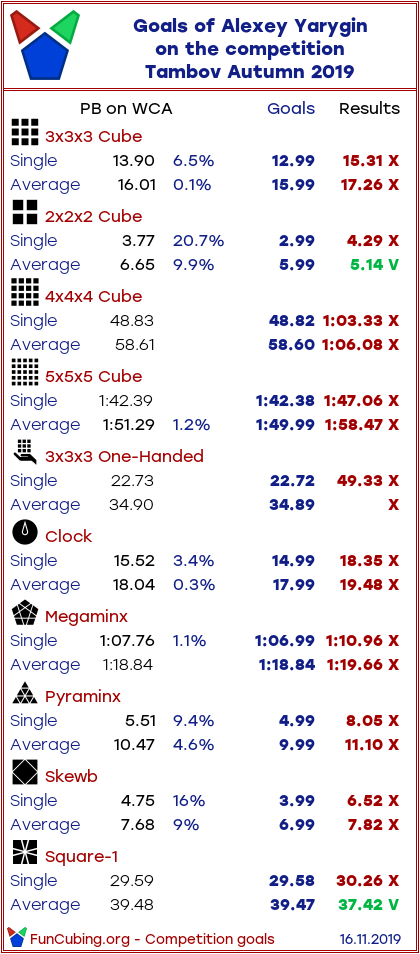 Goals of Alexey Yarygin
on the competition
Tambov Autumn 2019
PB on WCA Goals Results
3x3x3 Cube
Single 13.90 6.5% 12.99 15.31 X
Average 16.01 0.1% 15.99 17.26 X
2x2x2 Cube
Single 3.77 20.7% 2.99 4.29 X
Average 6.65 9.9% 5.99 5.14 V
4x4x4 Cube
Single 48.83 48.82 1:03.33 X
Average 58.61 58.60 1:06.08 X
5x5x5 Cube
Single 1:42.39 1:42.38 1:47.06 X
Average 1:51.29 1.2% 1:49.99 1:58.47 X
3x3x3 One-Handed
Single 22.73 22.72 49.33 X
Average 34.90 34.89 X
Clock
Single 15.52 3.4% 14.99 18.35 X
Average 18.04 0.3% 17.99 19.48 X
Megaminx
Single 1:07.76 1.1% 1:06.99 1:10.96 X
Average 1:18.84 1:18.84 1:19.66 X
Pyraminx
Single 5.51 9.4% 4.99 8.05 X
Average 10.47 4.6% 9.99 11.10 X
Skewb
Single 4.75 16% 3.99 6.52 X
Average 7.68 9% 6.99 7.82 X
Square-1
Single 29.59 29.58 30.26 X
Average 39.48 39.47 37.42 V
FunCubing.org - Competition goals 16.11.2019